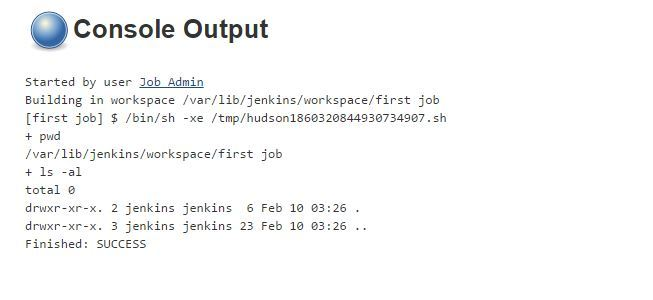 Console Output
Started by user Job Admin
Building in workspace /var/lib/jenkins/workspace/first job
[first job] $ /bin/sh -xe /tmp/hudson1860320844930734907.sh
+ pwd
/var/lib/jenkins/workspace/first job
+ ls -al
total 0
drwxr-xr-x. 2 jenkins jenkins  6 Feb 10 03:26 .
drwxr-xr-x. 3 jenkins jenkins 23 Feb 10 03:26 ..
Finished: SUCCESS